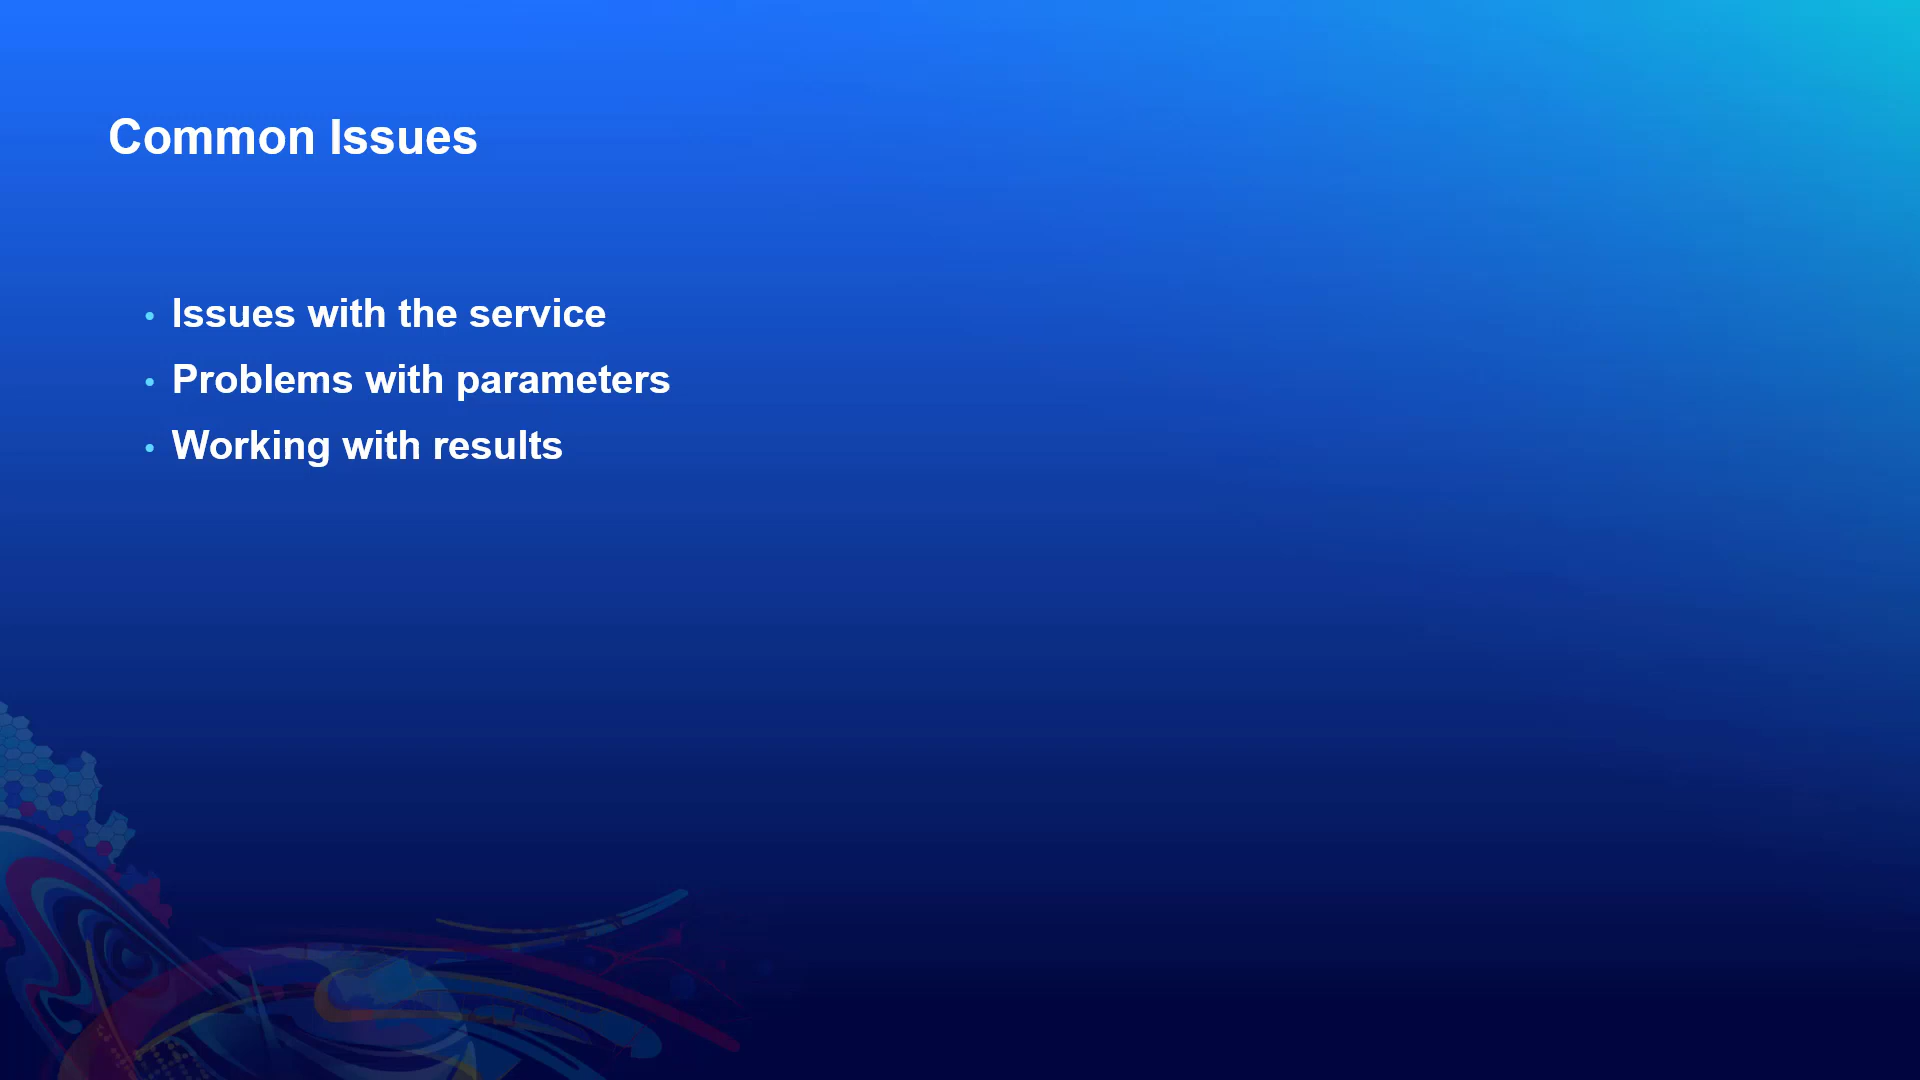 Common Issues
• Issues with the service
• Problems with parameters
• Working with results